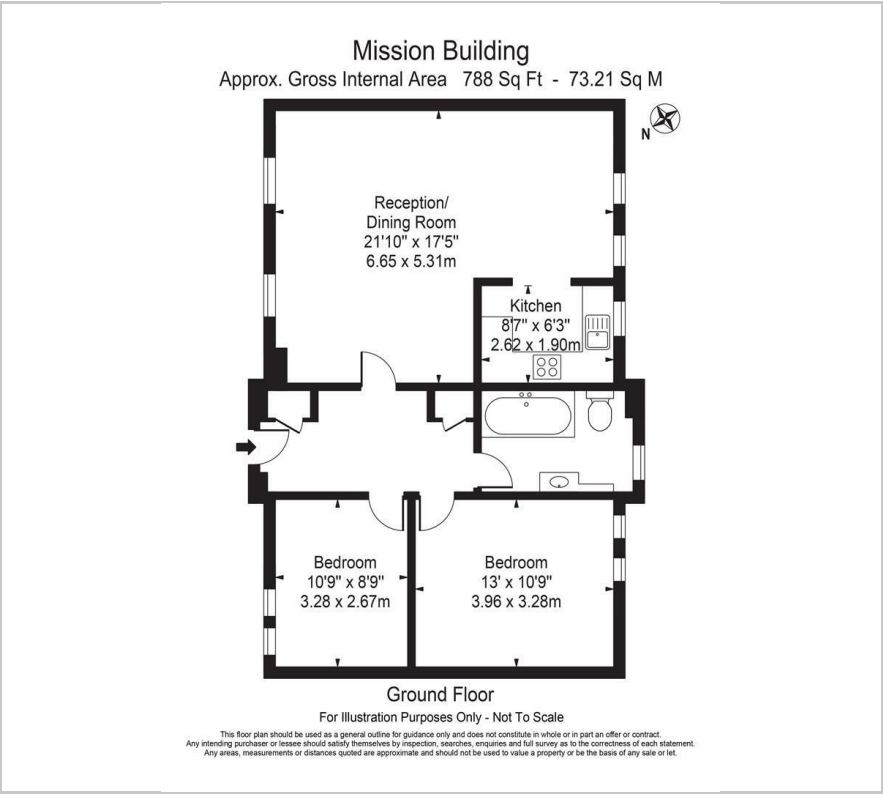 Mission Building
Approx. Gross Internal Area 788 Sq Ft - 73.21 Sq M
N
Reception/
Dining Room
21'10" x 17'5"
6.65 x 5.31m
Kitchen
8'7" x 6'3"
2.62 x 1.90m
Bedroom
10'9" x 8'9"
3.28 x 2.67m
Bedroom
13' x 10'9"
3.96 x 3.28m
Ground Floor
For Illustration Purposes Only - Not To Scale
This floor plan should be used as a general outline for guidance only and does not constitute in whole or in part an offer or contract.
Any intending purchaser or lessee should satisfy themselves by inspection, searches, enquiries and full survey as to the correctness of each statement.
Any areas, measurements or distances quoted are approximate and should not be used to value a property or be the basis of any sale or let.